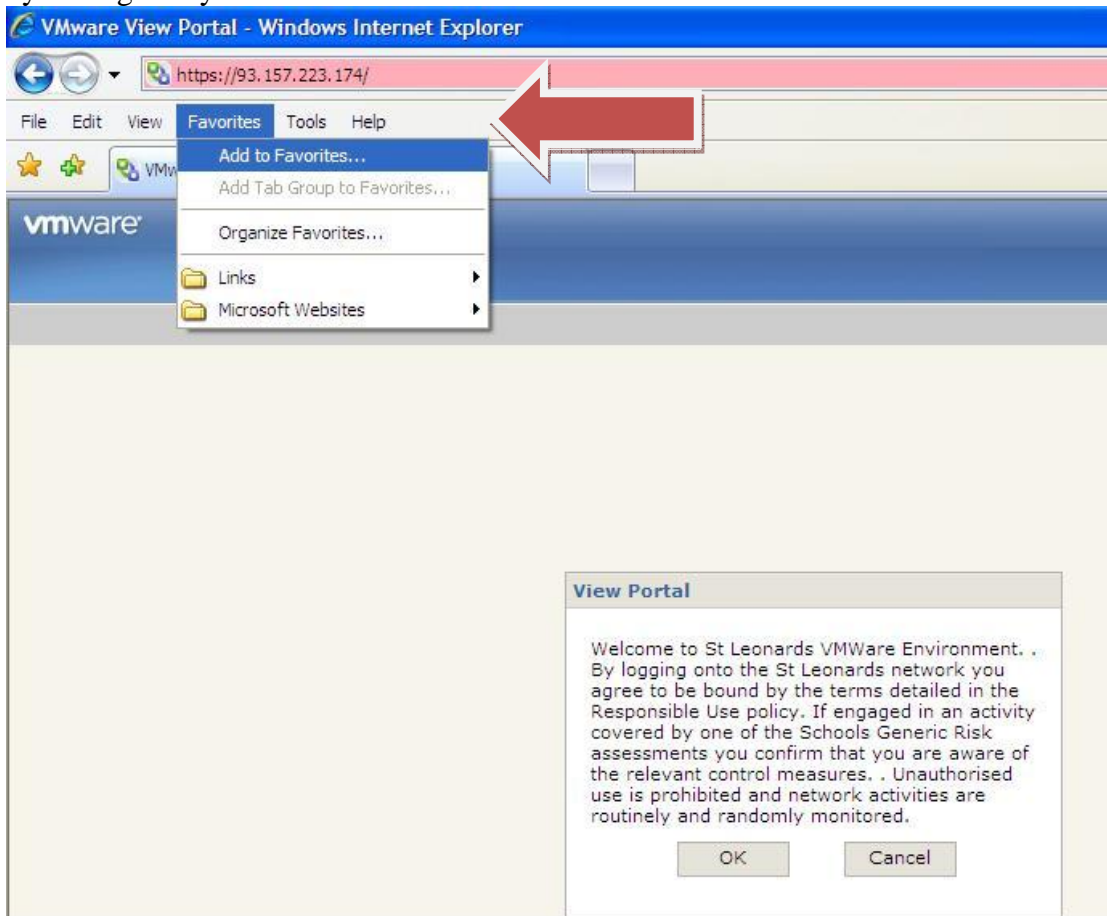 VMware View Portal - Windows Internet Explorer
https://93.157.223.174/
File Edit View Favorites Tools Help
Add to Favorites...
VMw
Add Tab Group to Favorites...
vmware
Organize Favorites...
Links
Microsoft Websites
View Portal
Welcome to St Leonards VMWare Environment. .
By logging onto the St Leonards network you
agree to be bound by the terms detailed in the
Responsible Use policy. If engaged in an activity
covered by one of the Schools Generic Risk
assessments you confirm that you are aware of
the relevant control measures. . Unauthorised
use is prohibited and network activities are
routinely and randomly monitored.
OK Cancel